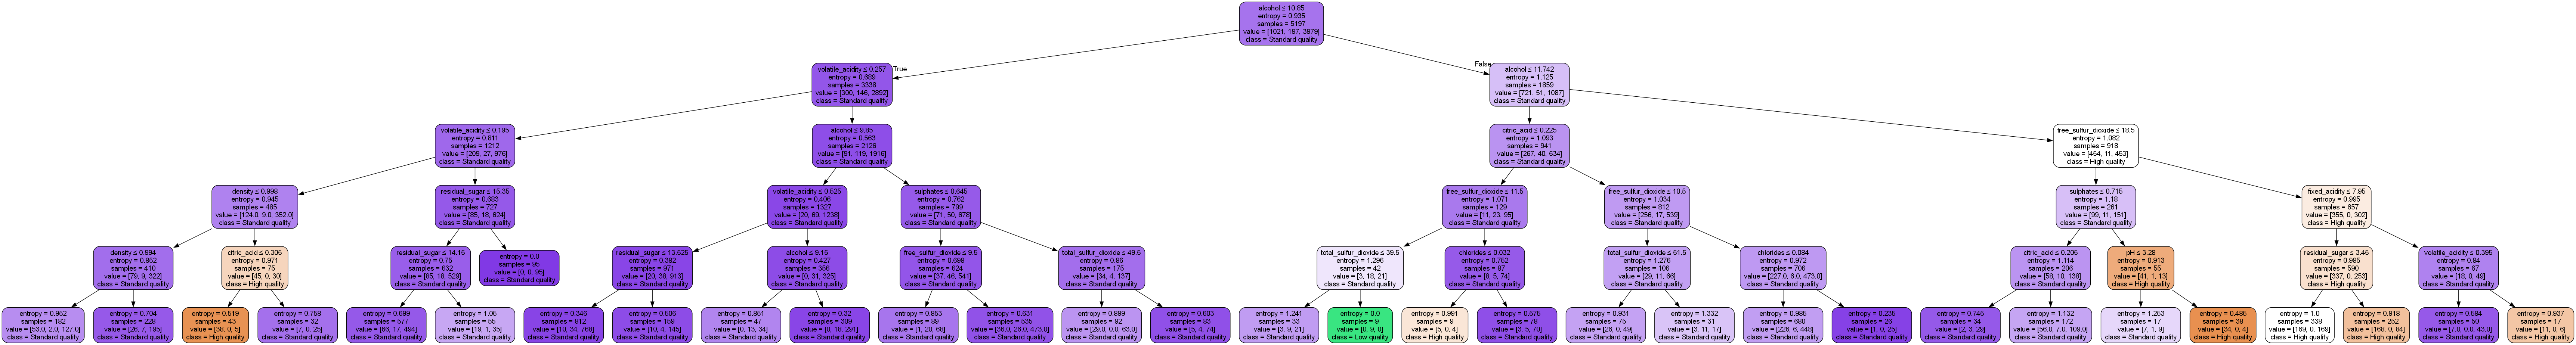 alcohol ≤ 10.85
entropy = 0.935
samples = 5197
value = [1021, 197, 3979]
class = Standard quality
True
False
volatile_acidity ≤ 0.257
entropy = 0.689
samples = 3338
value = [300, 146, 2892]
class = Standard quality
alcohol ≤ 11.742
entropy = 1.125
samples = 1859
value = [721, 51, 1087]
class = Standard quality
volatile_acidity ≤ 0.195
entropy = 0.811
samples = 1212
value = [209, 27, 976]
class = Standard quality
alcohol ≤ 9.85
entropy = 0.563
samples = 2126
value = [91, 119, 1916]
class = Standard quality
citric_acid ≤ 0.225
entropy = 1.093
samples = 941
value = [267, 40, 634]
class = Standard quality
free_sulfur_dioxide ≤ 18.5
entropy = 1.082
samples = 918
value = [454, 11, 453]
class = High quality
density ≤ 0.998
entropy = 0.945
samples = 485
value = [124.0, 9.0, 352.0]
class = Standard quality
residual_sugar ≤ 15.35
entropy = 0.683
samples = 727
value = [85, 18, 624]
class = Standard quality
volatile_acidity ≤ 0.525
entropy = 0.406
samples = 1327
value = [20, 69, 1238]
class = Standard quality
sulphates ≤ 0.645
entropy = 0.762
samples = 799
value = [71, 50, 678]
class = Standard quality
free_sulfur_dioxide ≤ 11.5
entropy = 1.071
samples = 129
value = [11, 23, 95]
class = Standard quality
free_sulfur_dioxide ≤ 10.5
entropy = 1.034
samples = 812
value = [256, 17, 539]
class = Standard quality
sulphates ≤ 0.715
entropy = 1.18
samples = 261
value = [99, 11, 151]
class = Standard quality
fixed_acidity ≤ 7.95
entropy = 0.995
samples = 657
value = [355, 0, 302]
class = High quality
density ≤ 0.994
entropy = 0.852
samples = 410
value = [79, 9, 322]
class = Standard quality
citric_acid ≤ 0.305
entropy = 0.971
samples = 75
value = [45, 0, 30]
class = High quality
residual_sugar ≤ 14.15
entropy = 0.75
samples = 632
value = [85, 18, 529]
class = Standard quality
entropy = 0.0
samples = 95
value = [0, 0, 95]
class = Standard quality
residual_sugar ≤ 13.525
entropy = 0.382
samples = 971
value = [20, 38, 913]
class = Standard quality
alcohol ≤ 9.15
entropy = 0.427
samples = 356
value = [0, 31, 325]
class = Standard quality
free_sulfur_dioxide ≤ 9.5
entropy = 0.698
samples = 624
value = [37, 46, 541]
class = Standard quality
total_sulfur_dioxide ≤ 49.5
entropy = 0.86
samples = 175
value = [34, 4, 137]
class = Standard quality
total_sulfur_dioxide ≤ 39.5
entropy = 1.296
samples = 42
value = [3, 18, 21]
class = Standard quality
chlorides ≤ 0.032
entropy = 0.752
samples = 87
value = [8, 5, 74]
class = Standard quality
total_sulfur_dioxide ≤ 51.5
entropy = 1.276
samples = 106
value = [29, 11, 66]
class = Standard quality
chlorides ≤ 0.084
entropy = 0.972
samples = 706
value = [227.0, 6.0, 473.0]
class = Standard quality
citric_acid ≤ 0.205
entropy = 1.114
samples = 206
value = [58, 10, 138]
class = Standard quality
pH ≤ 3.28
entropy = 0.913
samples = 55
value = [41, 1, 13]
class = High quality
residual_sugar ≤ 3.45
entropy = 0.985
samples = 590
value = [337, 0, 253]
class = High quality
volatile_acidity ≤ 0.395
entropy = 0.84
samples = 67
value = [18, 0, 49]
class = Standard quality
entropy = 0.952
samples = 182
value = [53.0, 2.0, 127.0]
class = Standard quality
entropy = 0.704
samples = 228
value = [26, 7, 195]
class = Standard quality
entropy = 0.519
samples = 43
value = [38, 0, 5]
class = High quality
entropy = 0.758
samples = 32
value = [7, 0, 25]
class = Standard quality
entropy = 0.699
samples = 577
value = [66, 17, 494]
class = Standard quality
entropy = 1.05
samples = 55
value = [19, 1, 35]
class = Standard quality
entropy = 0.346
samples = 812
value = [10, 34, 768]
class = Standard quality
entropy = 0.506
samples = 159
value = [10, 4, 145]
class = Standard quality
entropy = 0.851
samples = 47
value = [0, 13, 34]
class = Standard quality
entropy = 0.32
samples = 309
value = [0, 18, 291]
class = Standard quality
entropy = 0.853
samples = 89
value = [1, 20, 68]
class = Standard quality
entropy = 0.631
samples = 535
value = [36.0, 26.0, 473.0]
class = Standard quality
entropy = 0.899
samples = 92
value = [29.0, 0.0, 63.0]
class = Standard quality
entropy = 0.603
samples = 83
value = [5, 4, 74]
class = Standard quality
entropy = 1.241
samples = 33
value = [3, 9, 21]
class = Standard quality
entropy = 0.0
samples = 9
value = [0, 9, 0]
class = Low quality
entropy = 0.991
samples = 9
value = [5, 0, 4]
class = High quality
entropy = 0.575
samples = 78
value = [3, 5, 70]
class = Standard quality
entropy = 0.931
samples = 75
value = [26, 0, 49]
class = Standard quality
entropy = 1.332
samples = 31
value = [3, 11, 17]
class = Standard quality
entropy = 0.985
samples = 680
value = [226, 6, 448]
class = Standard quality
entropy = 0.235
samples = 26
value = [1, 0, 25]
class = Standard quality
entropy = 0.745
samples = 34
value = [2, 3, 29]
class = Standard quality
entropy = 1.132
samples = 172
value = [56.0, 7.0, 109.0]
class = Standard quality
entropy = 1.253
samples = 17
value = [7, 1, 9]
class = Standard quality
entropy = 0.485
samples = 38
value = [34, 0, 4]
class = High quality
entropy = 1.0
samples = 338
value = [169, 0, 169]
class = High quality
entropy = 0.918
samples = 252
value = [168, 0, 84]
class = High quality
entropy = 0.584
samples = 50
value = [7.0, 0.0, 43.0]
class = Standard quality
entropy = 0.937
samples = 17
value = [11, 0, 6]
class = High quality